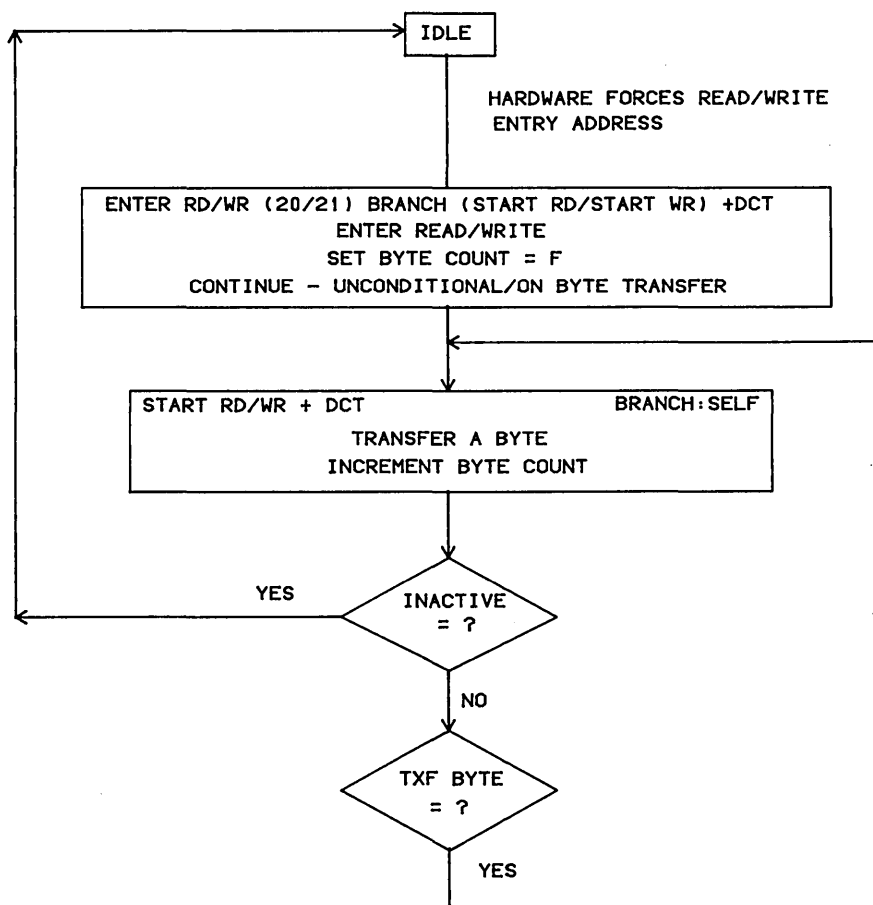 IDLE
HARDWARE FORCES READ/WRITE
ENTRY ADDRESS
ENTER RD/WR (20/21) BRANCH (START RD/START WR) +DCT
ENTER READ/WRITE
SET BYTE COUNT = F
CONTINUE - UNCONDITIONAL/ON BYTE TRANSFER
START RD/WR + DCT BRANCH:SELF
TRANSFER A BYTE
INCREMENT BYTE COUNT
YES
INACTIVE
= ?
NO
TXF BYTE
= ?
YES